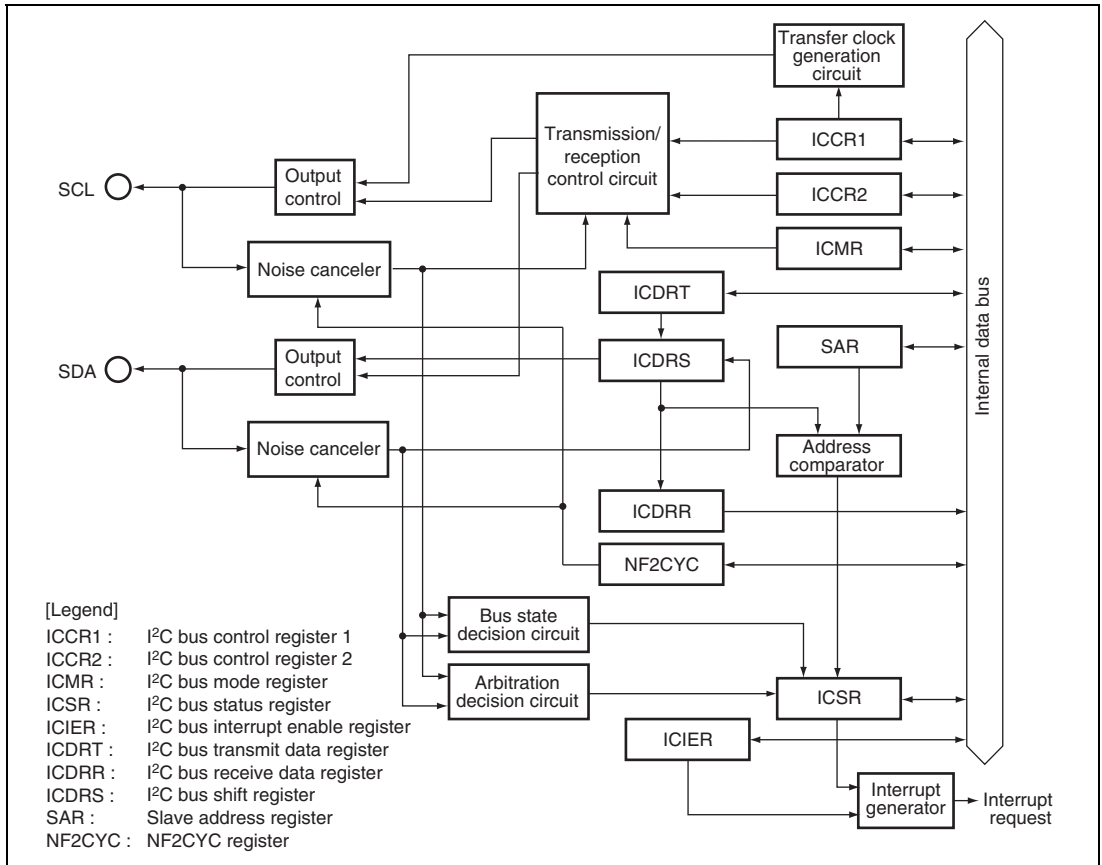 Transfer clock
generation
circuit
Transmission/
reception
control circuit
ICCR1
Output
control
SCL
ICCR2
ICMR
Noise canceler
ICDRT
Internal data bus
Output
control
ICDRS
SAR
SDA
Noise canceler
Address
comparator
ICDRR
NF2CYC
Bus state
decision circuit
Arbitration
decision circuit
ICSR
ICIER
Interrupt
generator
Interrupt
request
[Legend]
ICCR1 : I²C bus control register 1
ICCR2 : I²C bus control register 2
ICMR : I²C bus mode register
ICSR : I²C bus status register
ICIER : I²C bus interrupt enable register
ICDRT : I²C bus transmit data register
ICDRR : I²C bus receive data register
ICDRS : I²C bus shift register
SAR : Slave address register
NF2CYC : NF2CYC register